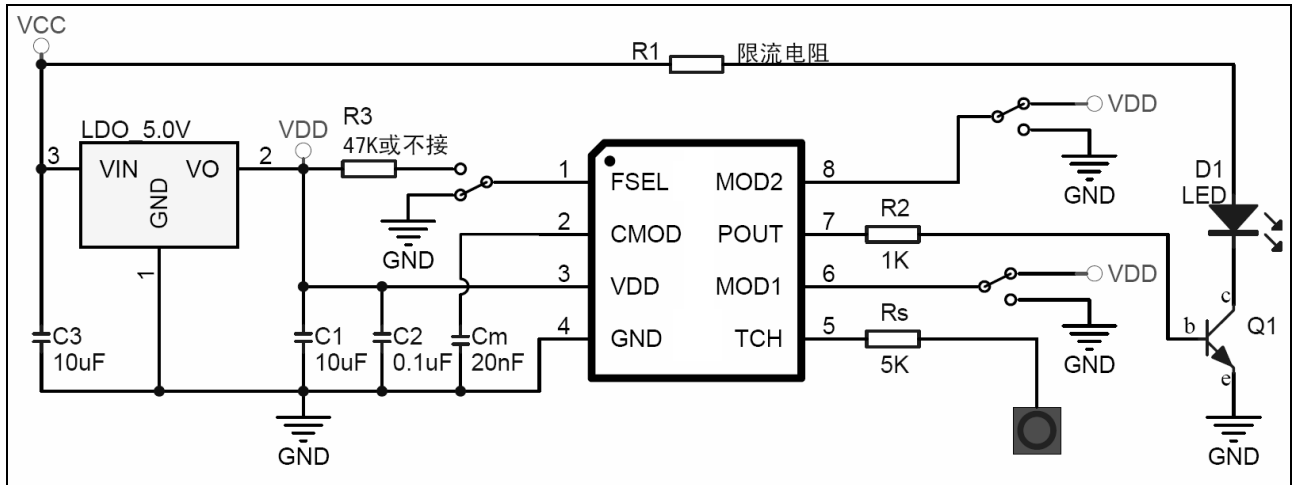 VCC
R1 限流电阻
LDO_5.0V
VDD
R3
47K或不接
VDD
3 VIN VO 2
GND
1
1 FSEL MOD2 8
GND
D1
LED
2 CMOD POUT 7 R2
1K
GND
3 VDD MOD1 6
VDD
4 GND TCH 5 Rs
5K
GND
C3
10uF
C1
10uF
C2
0.1uF
Cm
20nF
c
b
Q1
e
GND
GND